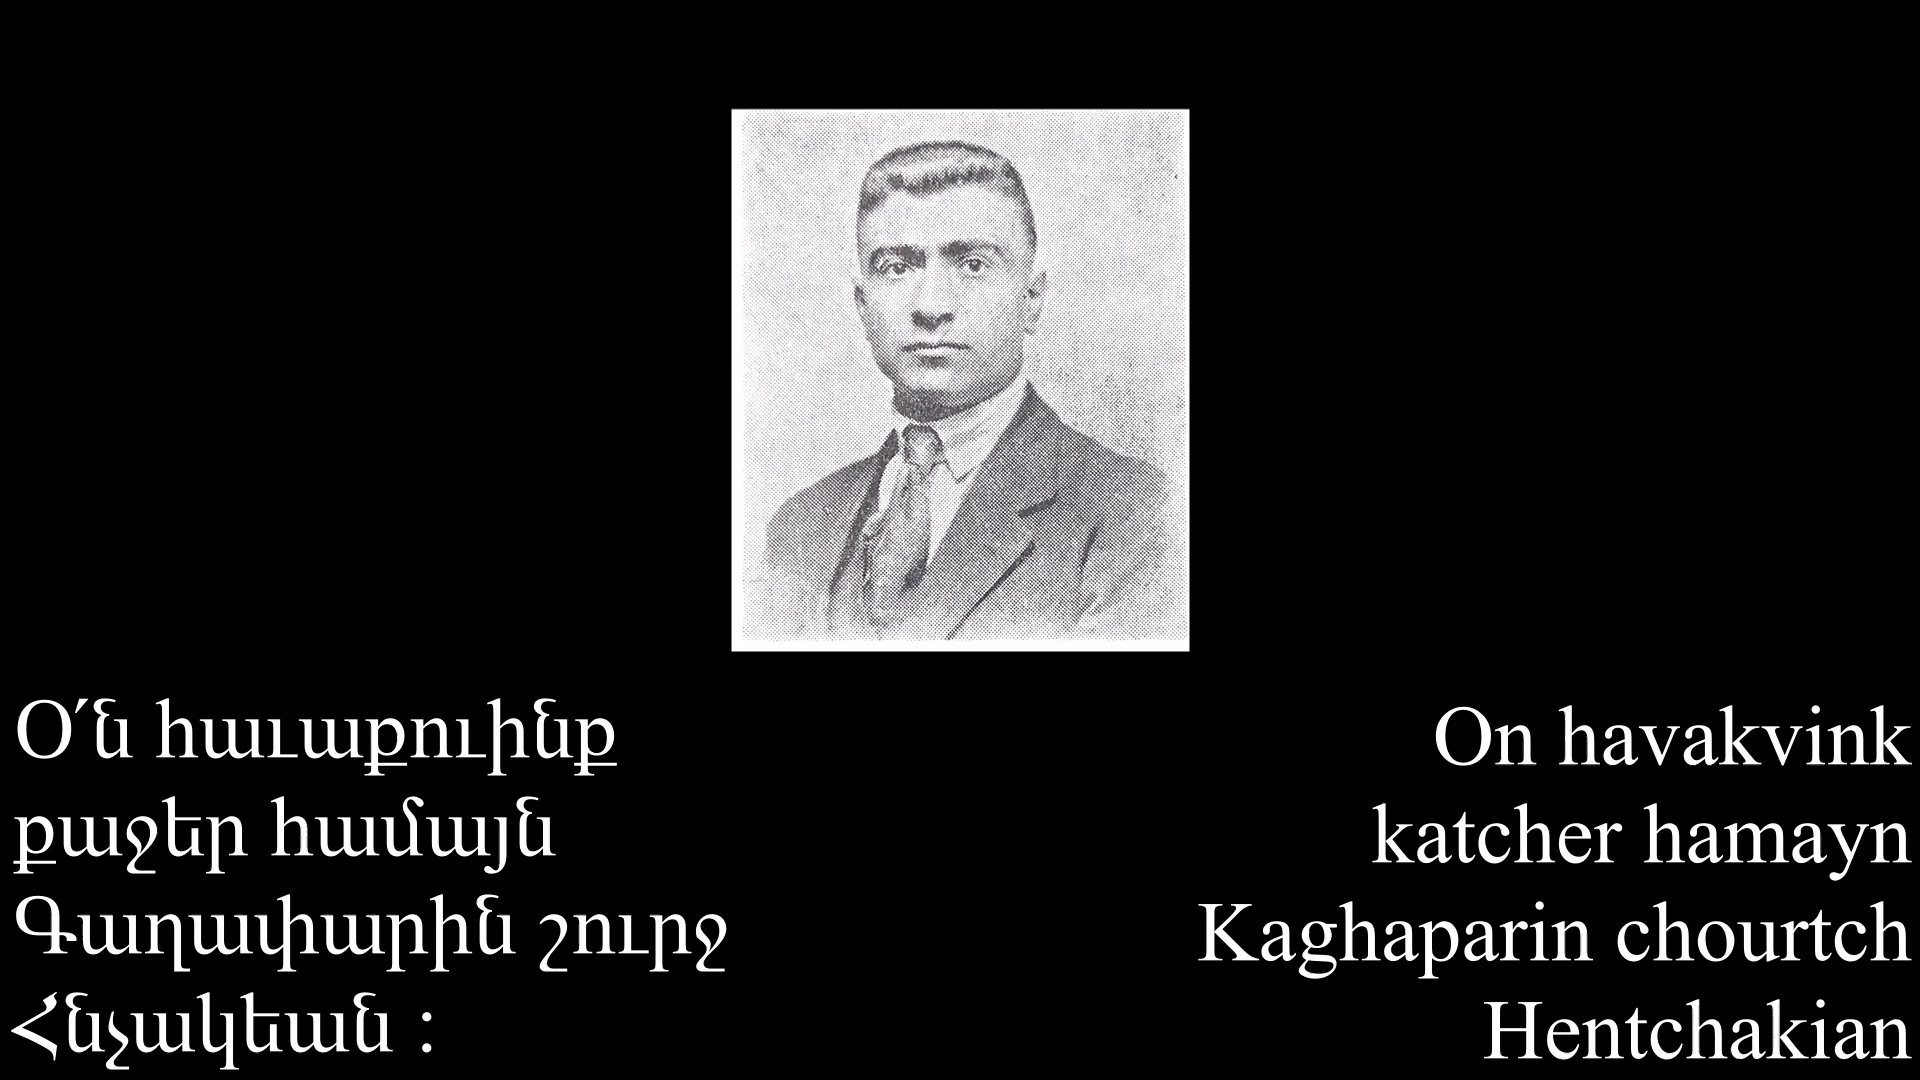 Օ՛ն հաւաքուինք
քաջեր համայն
Գաղափարին շուրջ
Հնչակեան :
On havakvink
katcher hamayn
Kaghaparin chourtch
Hentchakian